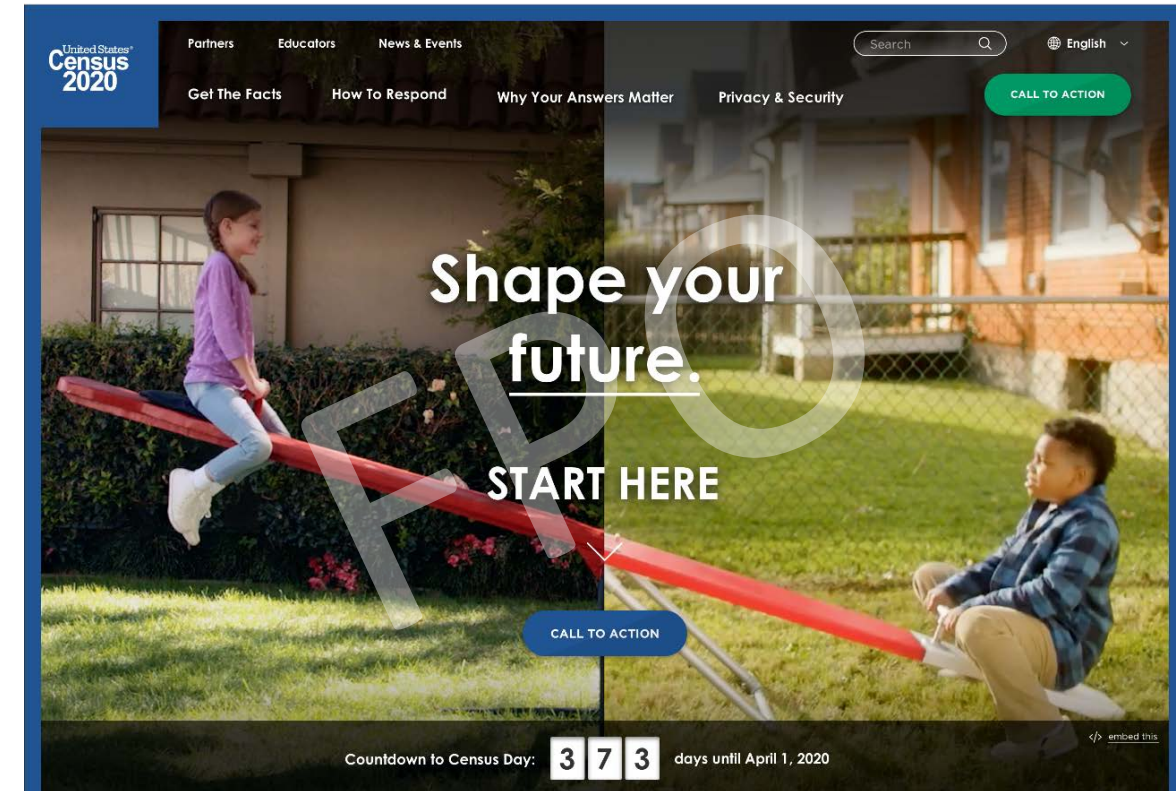 United States®
Census
2020
Partners
Educators
News & Events
Search
English
Get The Facts
How To Respond
Why Your Answers Matter
Privacy & Security
CALL TO ACTION
Shape your
future.
FPO
START HERE
CALL TO ACTION
</> embed this
Countdown to Census Day: 3 7 3 days until April 1, 2020